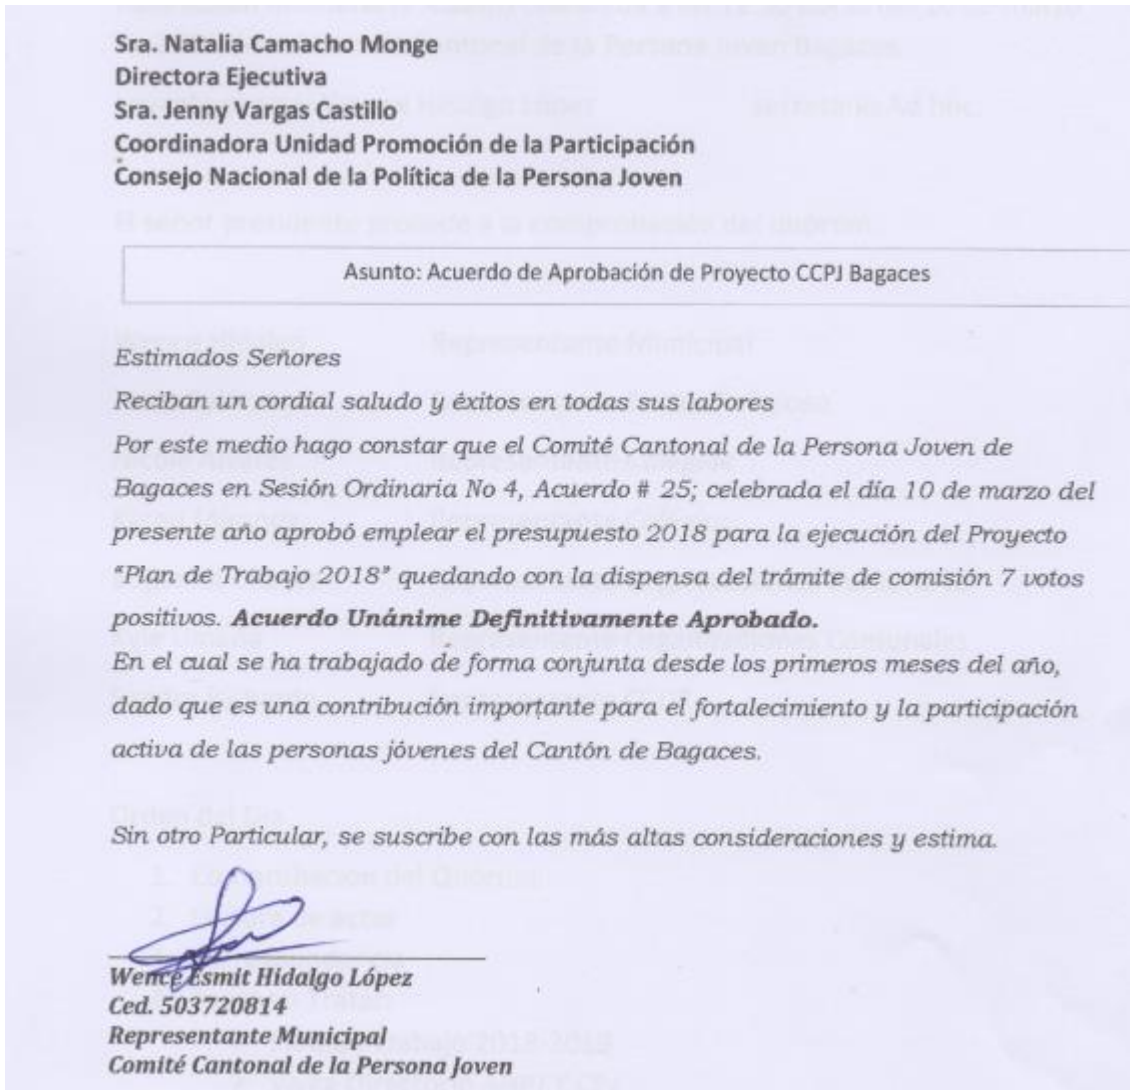 Sra. Natalia Camacho Monge
Directora Ejecutiva
Sra. Jenny Vargas Castillo
Coordinadora Unidad Promoción de la Participación
Consejo Nacional de la Política de la Persona Joven
Asunto: Acuerdo de Aprobación de Proyecto CCPJ Bagaces
Estimados Señores
Reciban un cordial saludo y éxitos en todas sus labores
Por este medio hago constar que el Comité Cantonal de la Persona Joven de
Bagaces en Sesión Ordinaria No 4, Acuerdo # 25; celebrada el día 10 de marzo del
presente año aprobó emplear el presupuesto 2018 para la ejecución del Proyecto
"Plan de Trabajo 2018" quedando con la dispensa del trámite de comisión 7 votos
positivos. Acuerdo Unánime Definitivamente Aprobado.
En el cual se ha trabajado de forma conjunta desde los primeros meses del año,
dado que es una contribución importante para el fortalecimiento y la participación
activa de las personas jóvenes del Cantón de Bagaces.
Sin otro Particular, se suscribe con las más altas consideraciones y estima.
Wence Esmit Hidalgo López
Ced. 503720814
Representante Municipal
Comité Cantonal de la Persona Joven